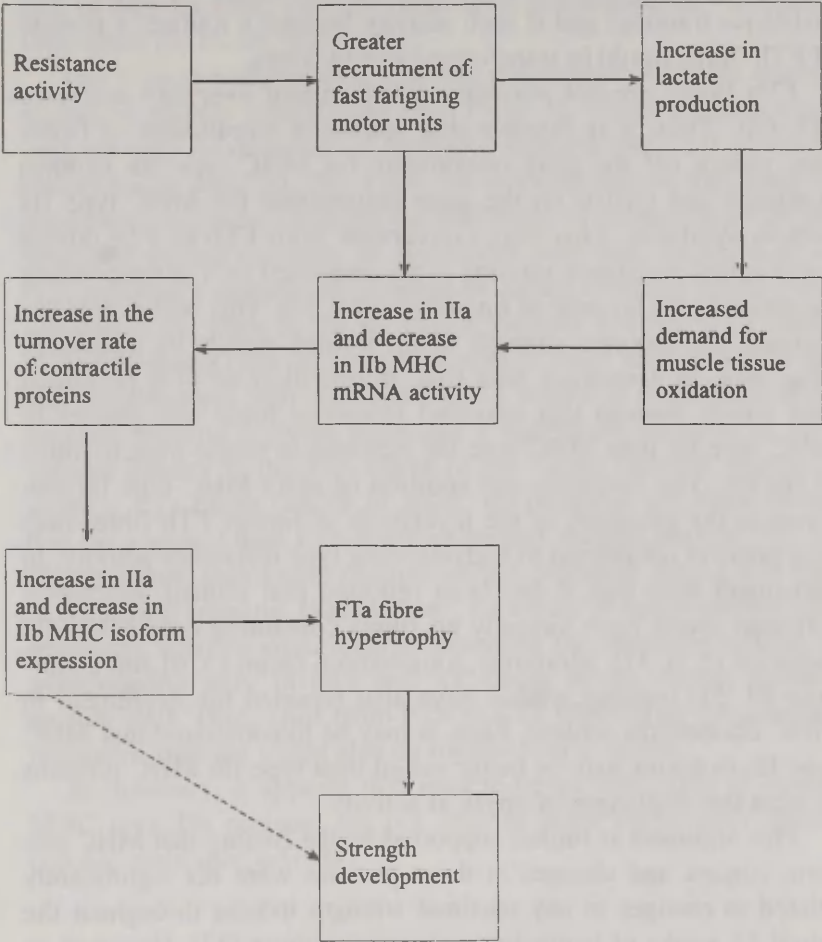 Resistance
activity
Greater
recruitment of
fast fatiguing
motor units
Increase in
lactate
production
Increase in the
turnover rate
of contractile
proteins
Increase in IIa
and decrease
in IIb MHC
mRNA activity
Increased
demand for
muscle tissue
oxidation
Increase in IIa
and decrease in
IIb MHC isoform
expression
FTa fibre
hypertrophy
Strength
development